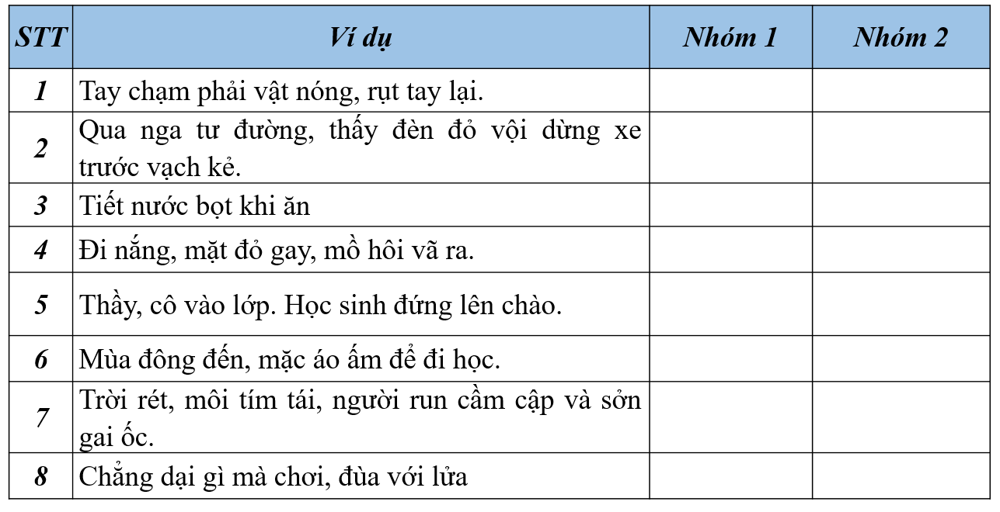 STT Ví dụ Nhóm 1 Nhóm 2
1 Tay chạm phải vật nóng, rụt tay lại.
2 Qua nga tư đường, thấy đèn đỏ vội dừng xe
trước vạch kẻ.
3 Tiết nước bọt khi ăn
4 Đi nắng, mặt đỏ gay, mồ hôi vã ra.
5 Thầy, cô vào lớp. Học sinh đứng lên chào.
6 Mùa đông đến, mặc áo ấm để đi học.
7 Trời rét, môi tím tái, người run cầm cập và sởn
gai ốc.
8 Chẳng dại gì mà chơi, đùa với lửa